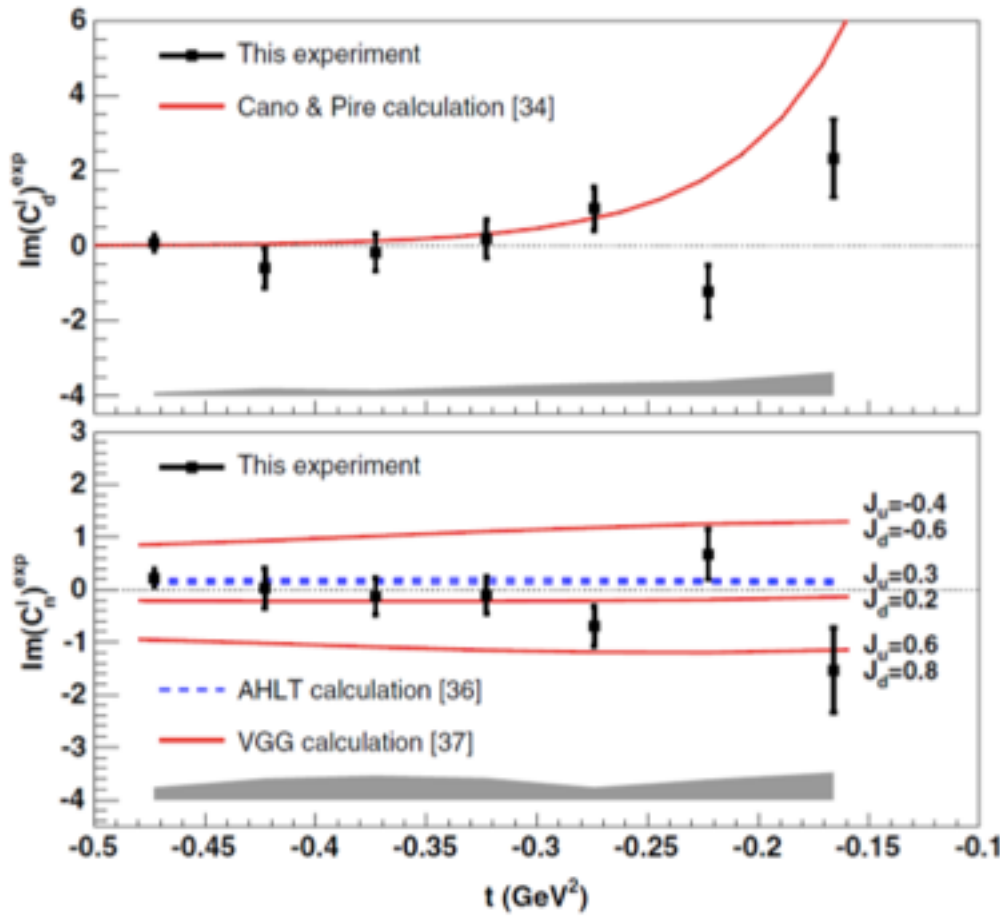 6
This experiment
Cano & Pire calculation [34]
4
2
0
-2
-4
Im(C_d^I)^exp
3
This experiment
2
1
0
-1
-2
-3
-4
Im(C_n^I)^exp
J_u=-0.4
J_d=-0.6
J_u=0.3
J_d=0.2
J_u=0.6
J_d=0.8
AHLT calculation [36]
VGG calculation [37]
-0.5 -0.45 -0.4 -0.35 -0.3 -0.25 -0.2 -0.15 -0.1
t (GeV²)